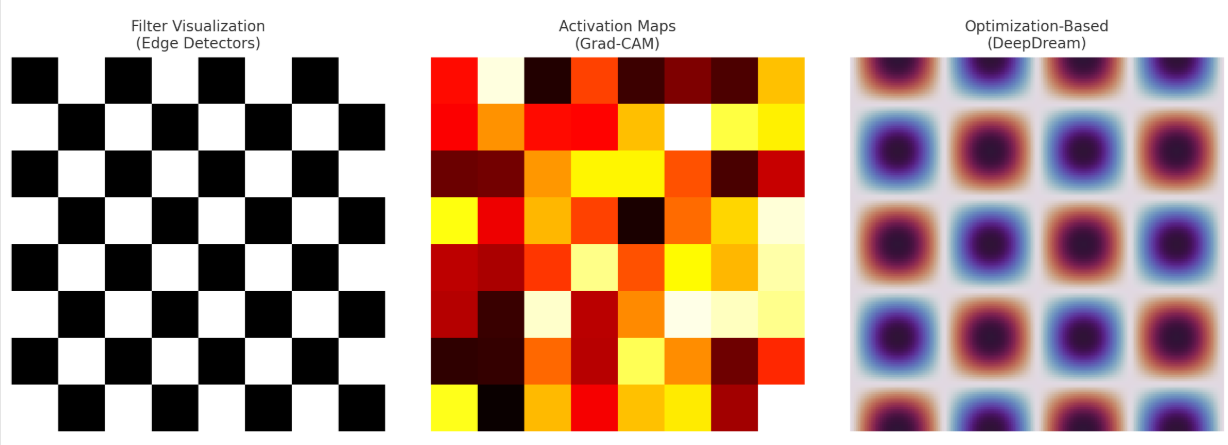 Filter Visualization
(Edge Detectors)
Activation Maps
(Grad-CAM)
Optimization-Based
(DeepDream)